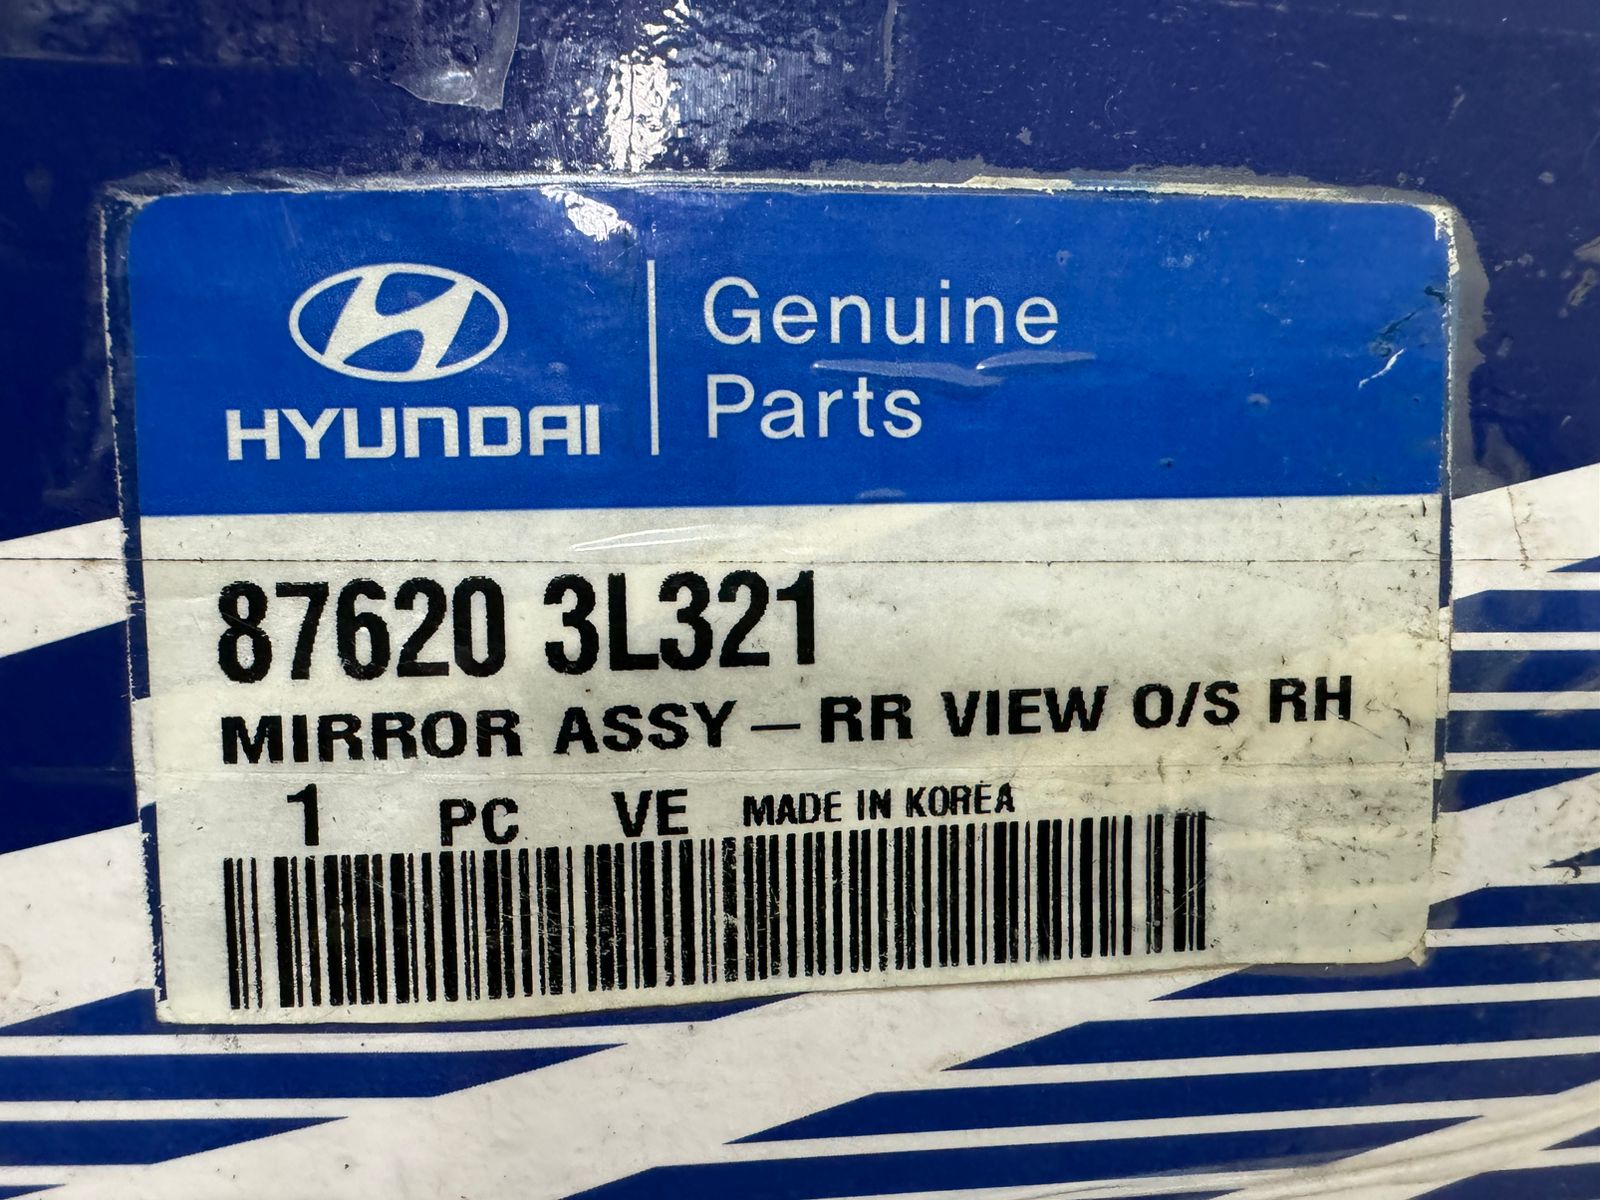 HYUNDAI
Genuine
Parts
87620 3L321
MIRROR ASSY – RR VIEW O/S RH
1 PC VE MADE IN KOREA